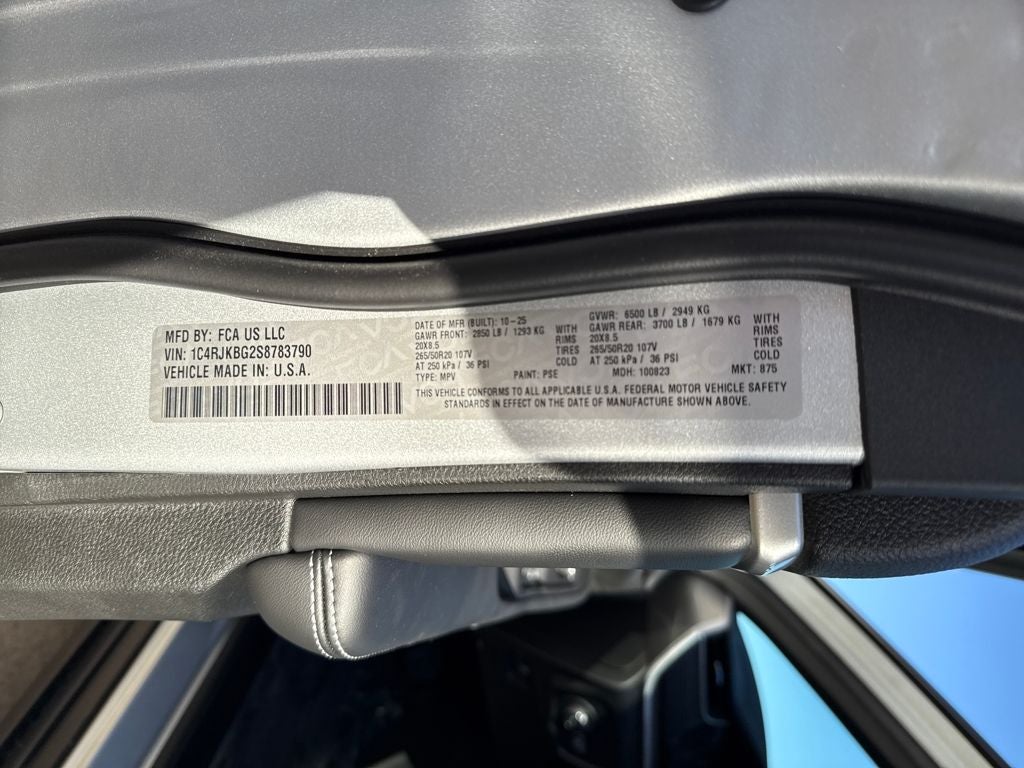 MFD BY: FCA US LLC
VIN: 1C4RJKBG2S8783790
VEHICLE MADE IN: U.S.A.
DATE OF MFR (BUILT): 10-25
GAWR FRONT: 2850 LB / 1293 KG WITH
20X8.5 RIMS
265/50R20 107V TIRES
AT 250 kPa / 36 PSI COLD
TYPE: MPV PAINT: PSE MDH: 100823 MKT: 875
GVWR: 6500 LB / 2949 KG
GAWR REAR: 3700 LB / 1679 KG WITH
20X8.5 RIMS
265/50R20 107V TIRES
AT 250 kPa / 36 PSI COLD
THIS VEHICLE CONFORMS TO ALL APPLICABLE U.S.A. FEDERAL MOTOR VEHICLE SAFETY
STANDARDS IN EFFECT ON THE DATE OF MANUFACTURE SHOWN ABOVE.